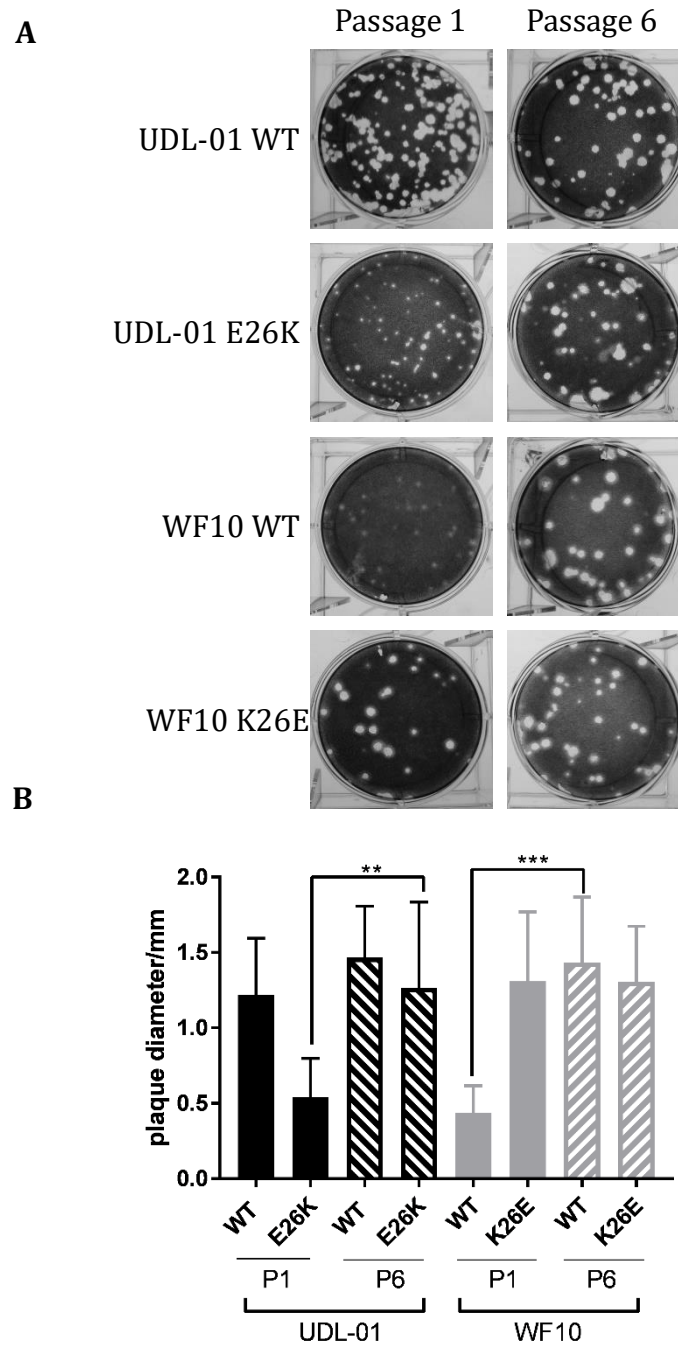 A
Passage 1 Passage 6
UDL-01 WT
UDL-01 E26K
WF10 WT
WF10 K26E
B
** ***
2.0
1.5
1.0
0.5
0.0
plaque diameter/mm
WT E26K WT E26K WT K26E WT K26E
P1 P6 P1 P6
UDL-01 WF10